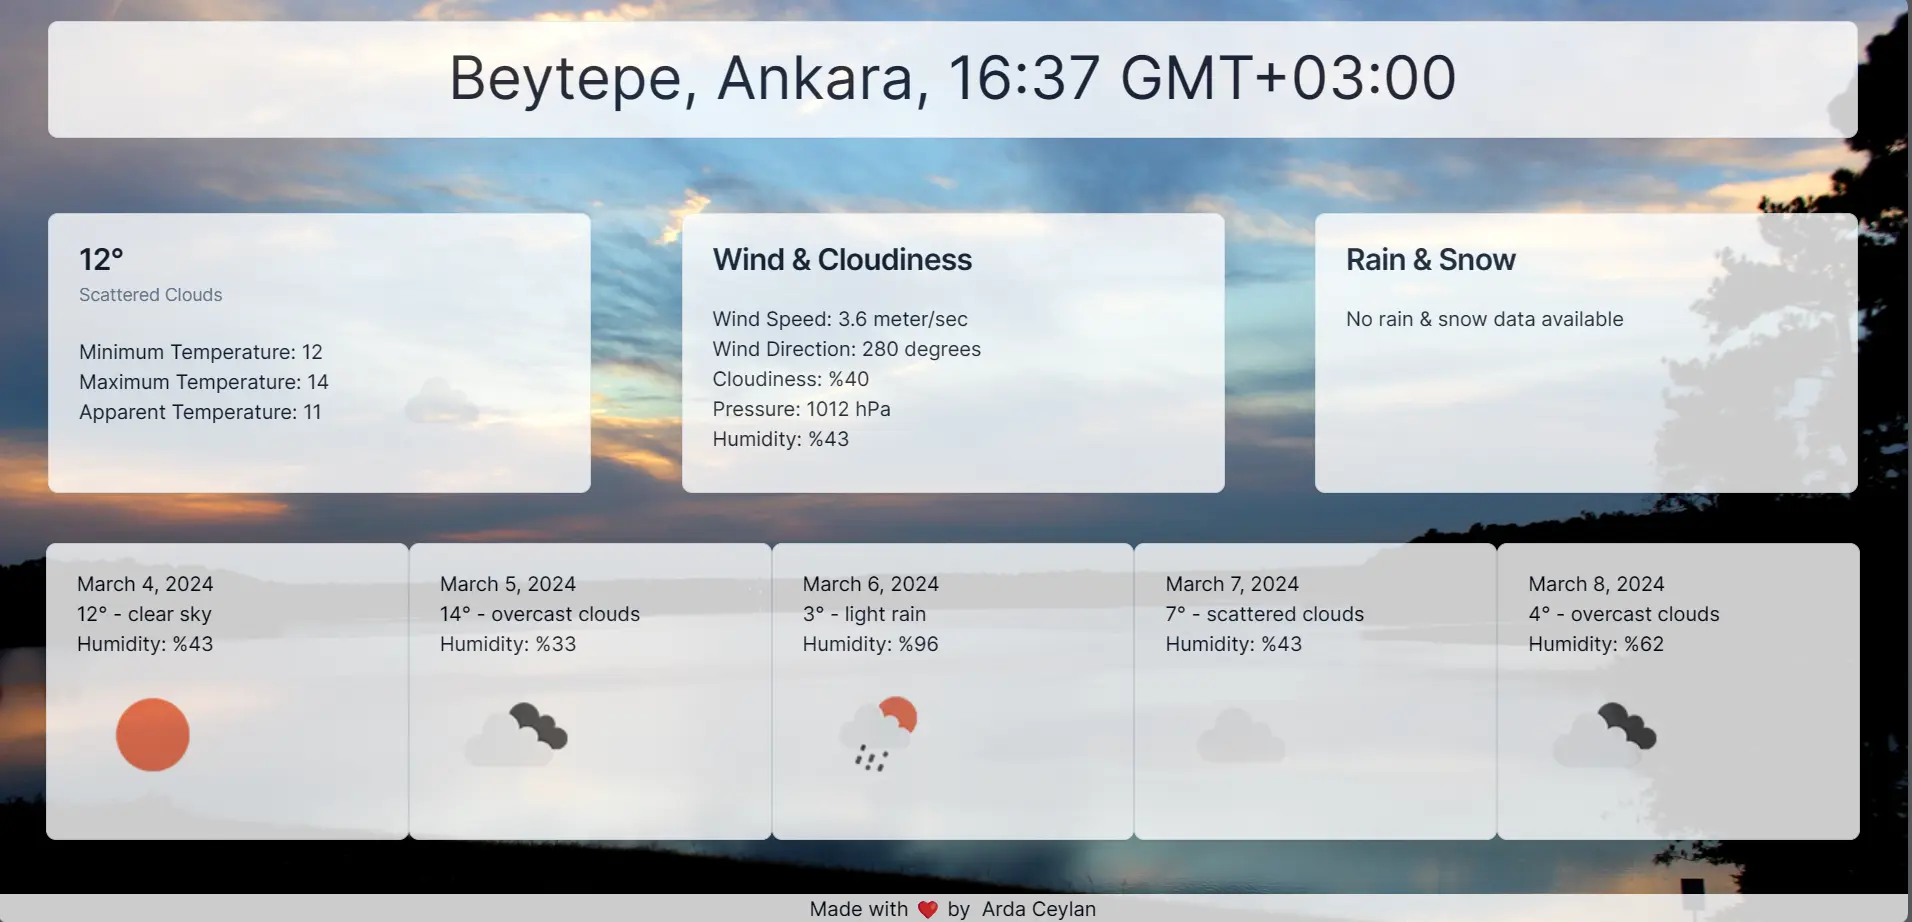 Beytepe, Ankara, 16:37 GMT+03:00
12°
Scattered Clouds
Minimum Temperature: 12
Maximum Temperature: 14
Apparent Temperature: 11
Wind & Cloudiness
Wind Speed: 3.6 meter/sec
Wind Direction: 280 degrees
Cloudiness: %40
Pressure: 1012 hPa
Humidity: %43
Rain & Snow
No rain & snow data available
March 4, 2024
12° - clear sky
Humidity: %43
March 5, 2024
14° - overcast clouds
Humidity: %33
March 6, 2024
3° - light rain
Humidity: %96
March 7, 2024
7° - scattered clouds
Humidity: %43
March 8, 2024
4° - overcast clouds
Humidity: %62
Made with ❤️ by Arda Ceylan